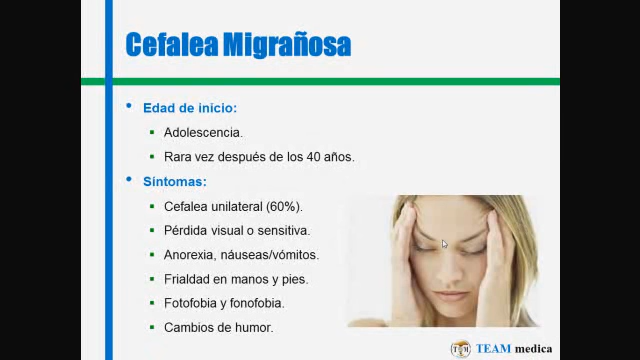 Cefalea Migrañosa
• Edad de inicio:
▪ Adolescencia.
▪ Rara vez después de los 40 años.
• Síntomas:
▪ Cefalea unilateral (60%).
▪ Pérdida visual o sensitiva.
▪ Anorexia, náuseas/vómitos.
▪ Frialdad en manos y pies.
▪ Fotofobia y fonofobia.
▪ Cambios de humor.
TEAM medica